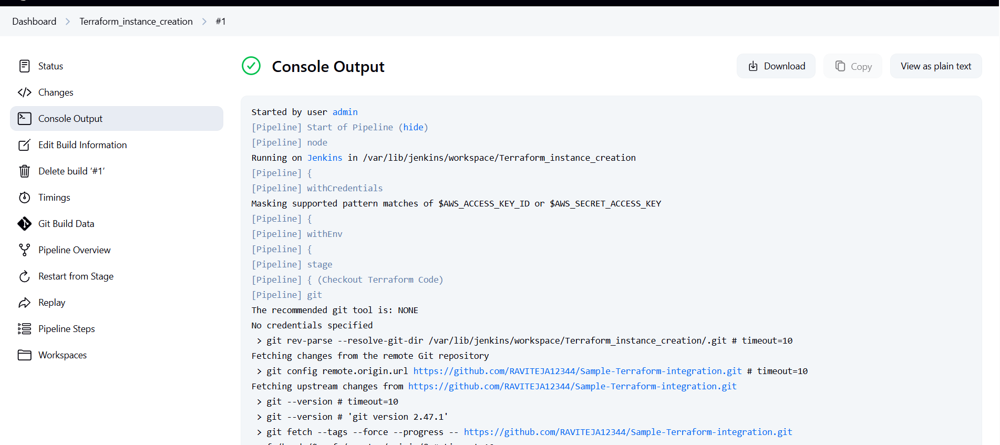 Dashboard > Terraform_instance_creation > #1
Status
Changes
Console Output
Edit Build Information
Delete build ‘#1’
Timings
Git Build Data
Pipeline Overview
Restart from Stage
Replay
Pipeline Steps
Workspaces
Console Output
Download
Copy
View as plain text
Started by user admin
[Pipeline] Start of Pipeline (hide)
[Pipeline] node
Running on Jenkins in /var/lib/jenkins/workspace/Terraform_instance_creation
[Pipeline] {
[Pipeline] withCredentials
Masking supported pattern matches of $AWS_ACCESS_KEY_ID or $AWS_SECRET_ACCESS_KEY
[Pipeline] {
[Pipeline] withEnv
[Pipeline] {
[Pipeline] stage
[Pipeline] { (Checkout Terraform Code)
[Pipeline] git
The recommended git tool is: NONE
No credentials specified
> git rev-parse --resolve-git-dir /var/lib/jenkins/workspace/Terraform_instance_creation/.git # timeout=10
Fetching changes from the remote Git repository
> git config remote.origin.url https://github.com/RAVITEJA12344/Sample-Terraform-integration.git # timeout=10
Fetching upstream changes from https://github.com/RAVITEJA12344/Sample-Terraform-integration.git
> git --version # timeout=10
> git --version # 'git version 2.47.1'
> git fetch --tags --force --progress -- https://github.com/RAVITEJA12344/Sample-Terraform-integration.git